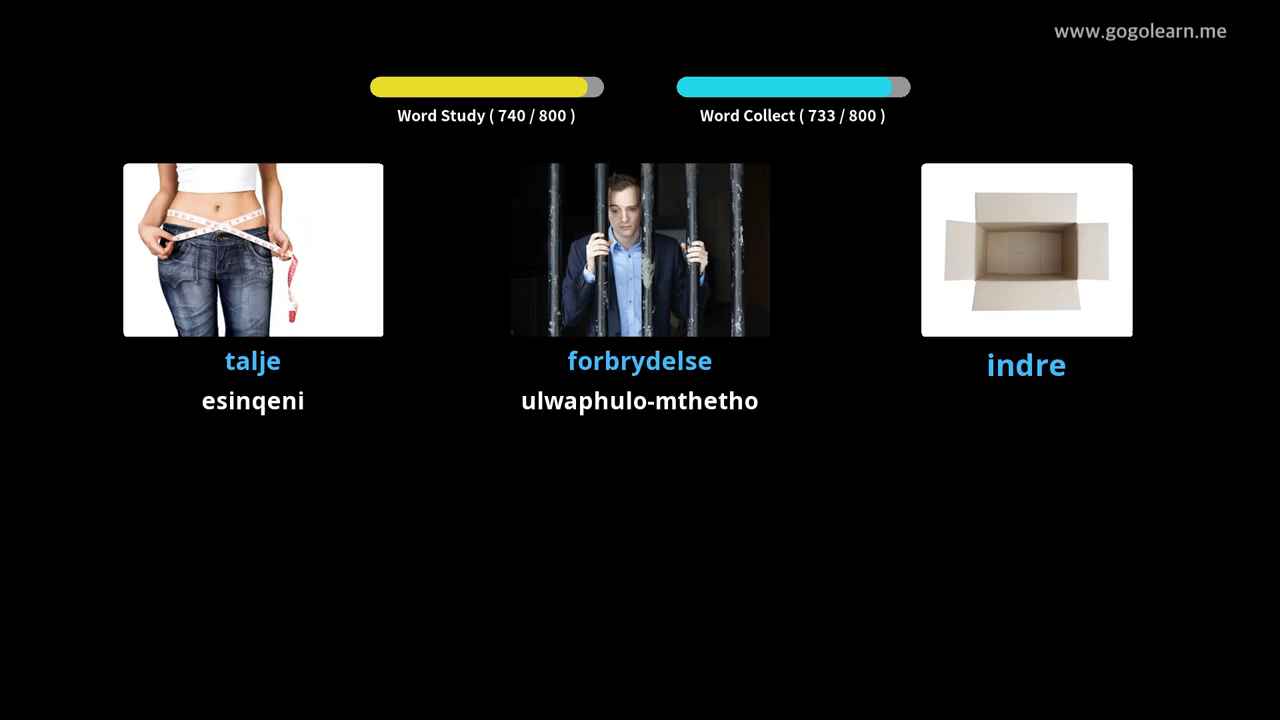 www.gogolearn.me
Word Study ( 740 / 800 )
Word Collect ( 733 / 800 )
talje
forbrydelse
indre
esinqeni
ulwaphulo-mthetho